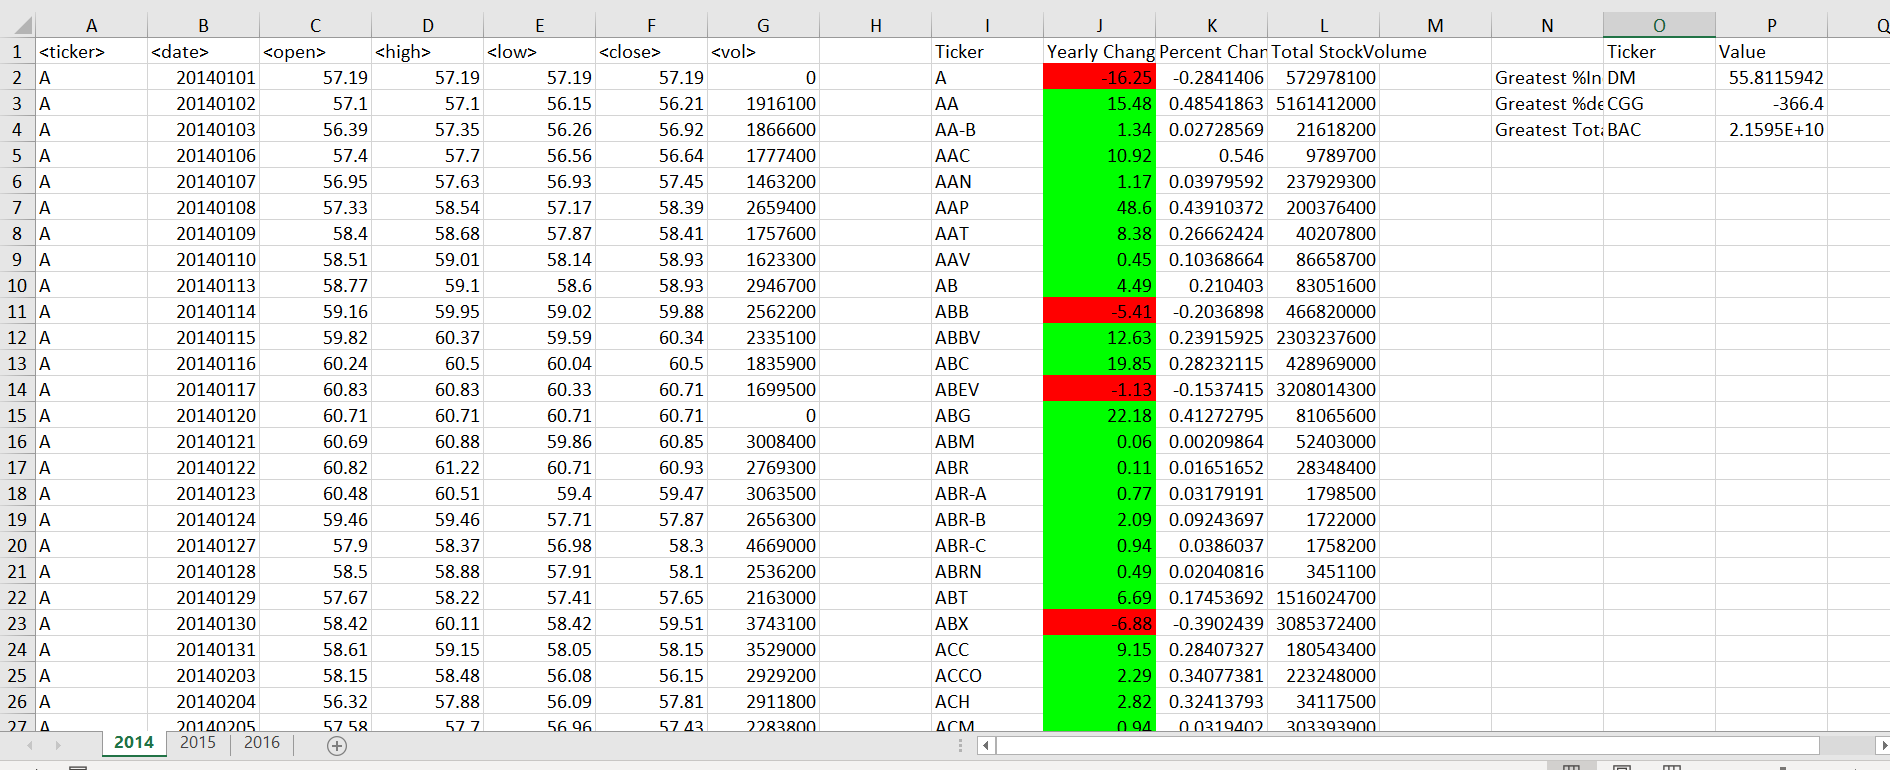 A B C D E F G H I J K L M N O P Q
1 <ticker> <date> <open> <high> <low> <close> <vol> Ticker Yearly Chang Percent Chan Total StockVolume Ticker Value
2 A 20140101 57.19 57.19 57.19 57.19 0 A -16.25 -0.2841406 572978100 Greatest %In DM 55.8115942
3 A 20140102 57.1 57.1 56.15 56.21 1916100 AA 15.48 0.48541863 5161412000 Greatest %de CGG -366.4
4 A 20140103 56.39 57.35 56.26 56.92 1866600 AA-B 1.34 0.02728569 21618200 Greatest Tota BAC 2.1595E+10
5 A 20140106 57.4 57.7 56.56 56.64 1777400 AAC 10.92 0.546 9789700
6 A 20140107 56.95 57.63 56.93 57.45 1463200 AAN 1.17 0.03979592 237929300
7 A 20140108 57.33 58.54 57.17 58.39 2659400 AAP 48.6 0.43910372 200376400
8 A 20140109 58.4 58.68 57.87 58.41 1757600 AAT 8.38 0.26662424 40207800
9 A 20140110 58.51 59.01 58.14 58.93 1623300 AAV 0.45 0.10368664 86658700
10 A 20140113 58.77 59.1 58.6 58.93 2946700 AB 4.49 0.210403 83051600
11 A 20140114 59.16 59.95 59.02 59.88 2562200 ABB -5.41 -0.2036898 466820000
12 A 20140115 59.82 60.37 59.59 60.34 2335100 ABBV 12.63 0.23915925 2303237600
13 A 20140116 60.24 60.5 60.04 60.5 1835900 ABC 19.85 0.28232115 428969000
14 A 20140117 60.83 60.83 60.33 60.71 1699500 ABEV -1.13 -0.1537415 3208014300
15 A 20140120 60.71 60.71 60.71 60.71 0 ABG 22.18 0.41272795 81065600
16 A 20140121 60.69 60.88 59.86 60.85 3008400 ABM 0.06 0.00209864 52403000
17 A 20140122 60.82 61.22 60.71 60.93 2769300 ABR 0.11 0.01651652 28348400
18 A 20140123 60.48 60.51 59.4 59.47 3063500 ABR-A 0.77 0.03179191 1798500
19 A 20140124 59.46 59.46 57.71 57.87 2656300 ABR-B 2.09 0.09243697 1722000
20 A 20140127 57.9 58.37 56.98 58.3 4669000 ABR-C 0.94 0.0386037 1758200
21 A 20140128 58.5 58.88 57.91 58.1 2536200 ABRN 0.49 0.02040816 3451100
22 A 20140129 57.67 58.22 57.41 57.65 2163000 ABT 6.69 0.17453692 1516024700
23 A 20140130 58.42 60.11 58.42 59.51 3743100 ABX -6.88 -0.3902439 3085372400
24 A 20140131 58.61 59.15 58.05 58.15 3529000 ACC 9.15 0.28407327 180543400
25 A 20140203 58.15 58.48 56.08 56.15 2929200 ACCO 2.29 0.34077381 223248000
26 A 20140204 56.32 57.88 56.09 57.81 2911800 ACH 2.82 0.32413793 34117500
27 A 20140205 57.58 57.7 56.96 57.43 2283800 ACM 0.94 0.0319402 303393900
2014 2015 2016